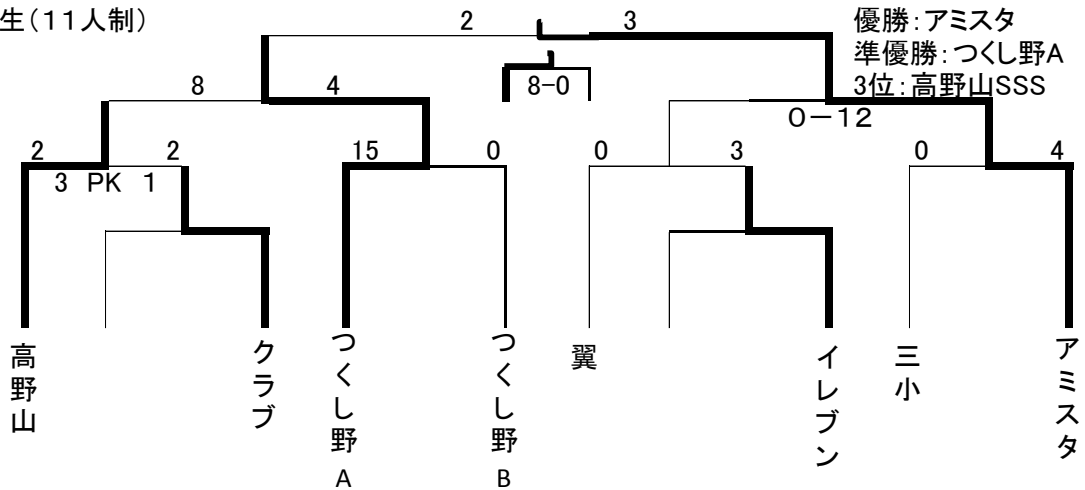 生（１１人制）
2 3
優勝：アミスタ
準優勝：つくし野A
3位：高野山SSS
8 4 8-0
0－12
2 2 15 0 0 3 0 4
3 PK 1
高野山
クラブ
つくし野A
つくし野B
翼
イレブン
三小
アミスタ